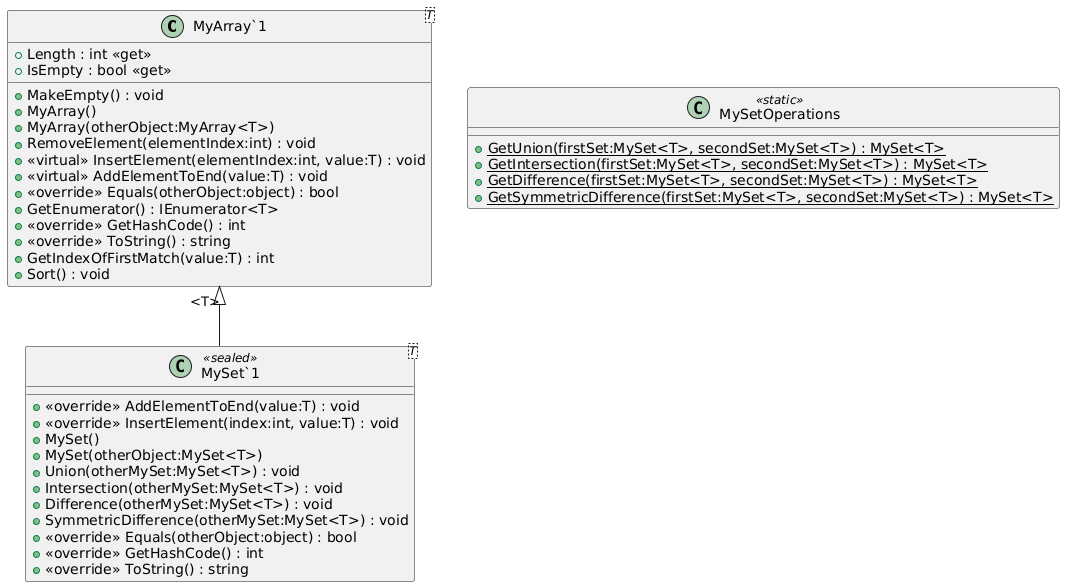 C MyArray`1
T
Length : int «get»
IsEmpty : bool «get»
MakeEmpty() : void
MyArray()
MyArray(otherObject:MyArray<T>)
RemoveElement(elementIndex:int) : void
«virtual» InsertElement(elementIndex:int, value:T) : void
«virtual» AddElementToEnd(value:T) : void
«override» Equals(otherObject:object) : bool
GetEnumerator() : IEnumerator<T>
«override» GetHashCode() : int
«override» ToString() : string
GetIndexOfFirstMatch(value:T) : int
Sort() : void
«static»
C MySetOperations
GetUnion(firstSet:MySet<T>, secondSet:MySet<T>) : MySet<T>
GetIntersection(firstSet:MySet<T>, secondSet:MySet<T>) : MySet<T>
GetDifference(firstSet:MySet<T>, secondSet:MySet<T>) : MySet<T>
GetSymmetricDifference(firstSet:MySet<T>, secondSet:MySet<T>) : MySet<T>
<T>
«sealed»
C MySet`1
T
«override» AddElementToEnd(value:T) : void
«override» InsertElement(index:int, value:T) : void
MySet()
MySet(otherObject:MySet<T>)
Union(otherMySet:MySet<T>) : void
Intersection(otherMySet:MySet<T>) : void
Difference(otherMySet:MySet<T>) : void
SymmetricDifference(otherMySet:MySet<T>) : void
«override» Equals(otherObject:object) : bool
«override» GetHashCode() : int
«override» ToString() : string